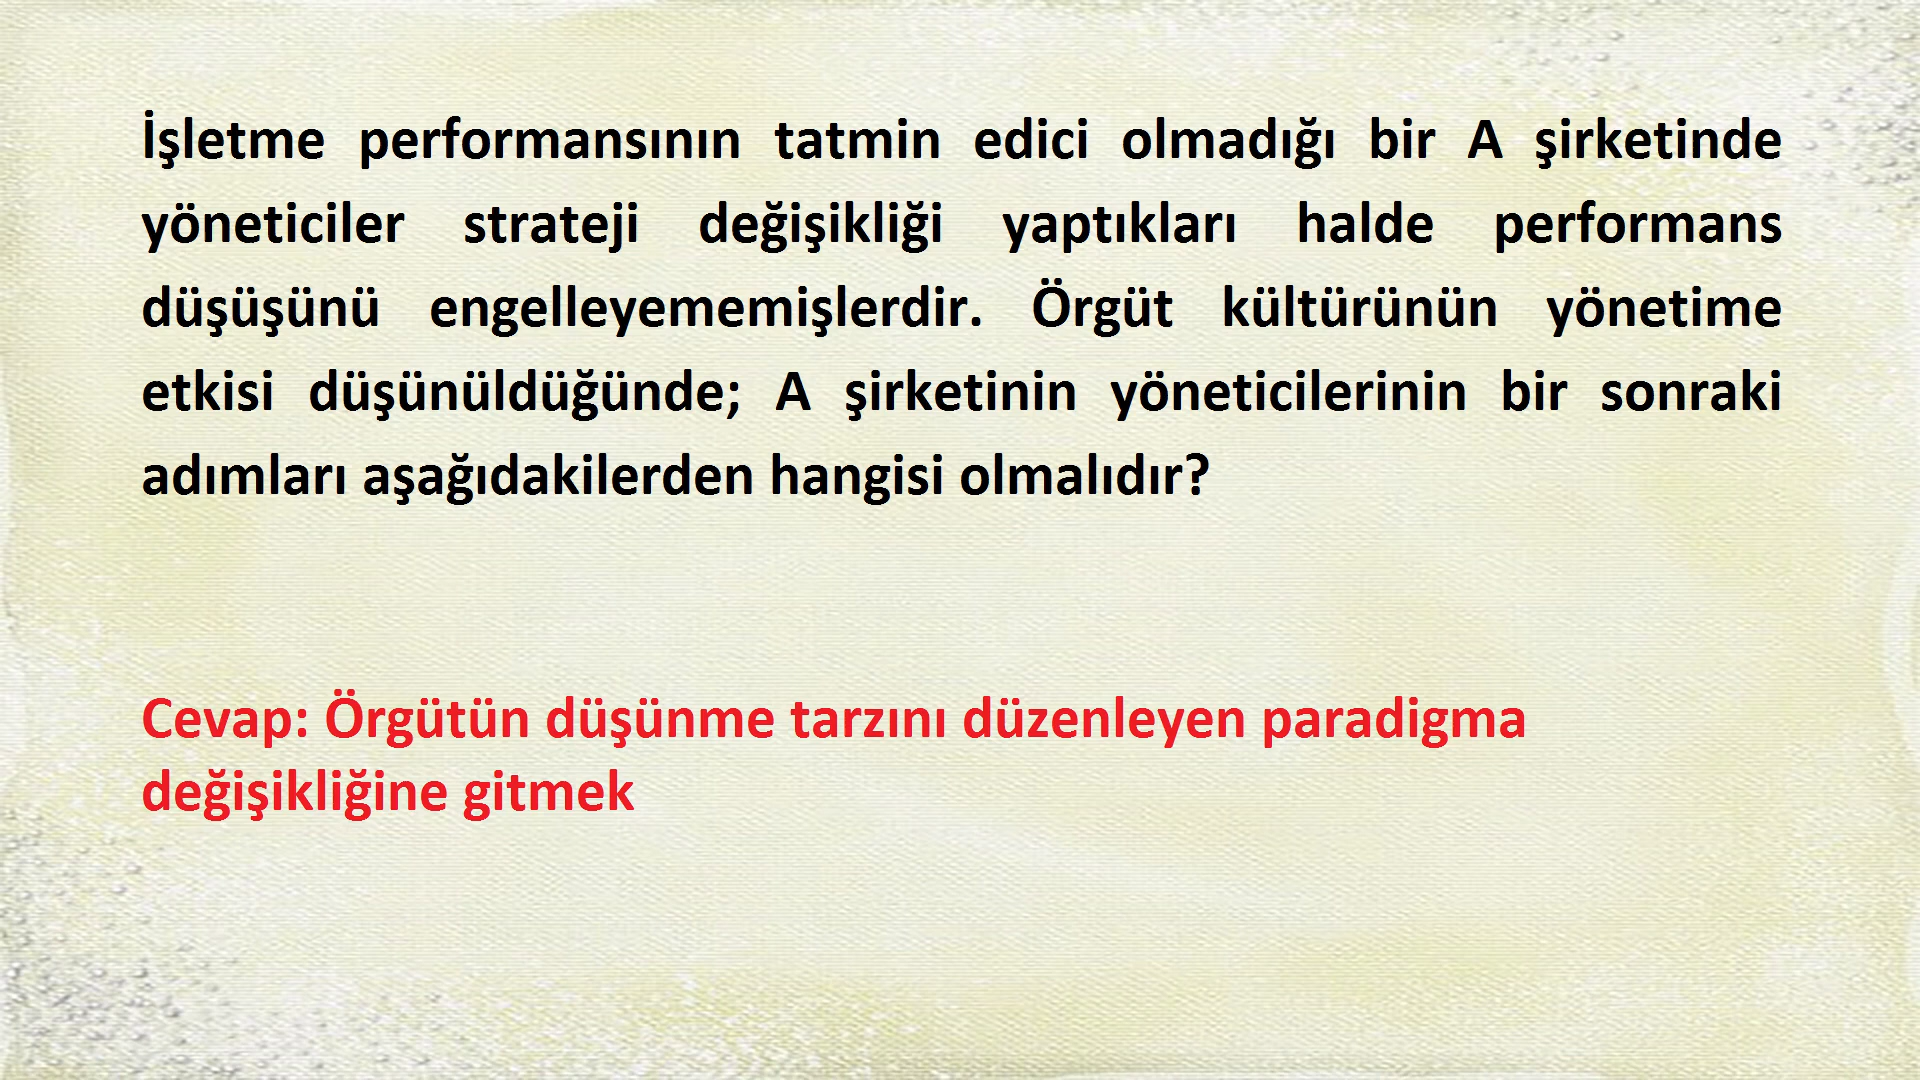 İşletme performansının tatmin edici olmadığı bir A şirketinde
yöneticiler strateji değişikliği yaptıkları halde performans
düşüşünü engelleyememişlerdir. Örgüt kültürünün yönetime
etkisi düşünüldüğünde; A şirketinin yöneticilerinin bir sonraki
adımları aşağıdakilerden hangisi olmalıdır?
Cevap: Örgütün düşünme tarzını düzenleyen paradigma
değişikliğine gitmek